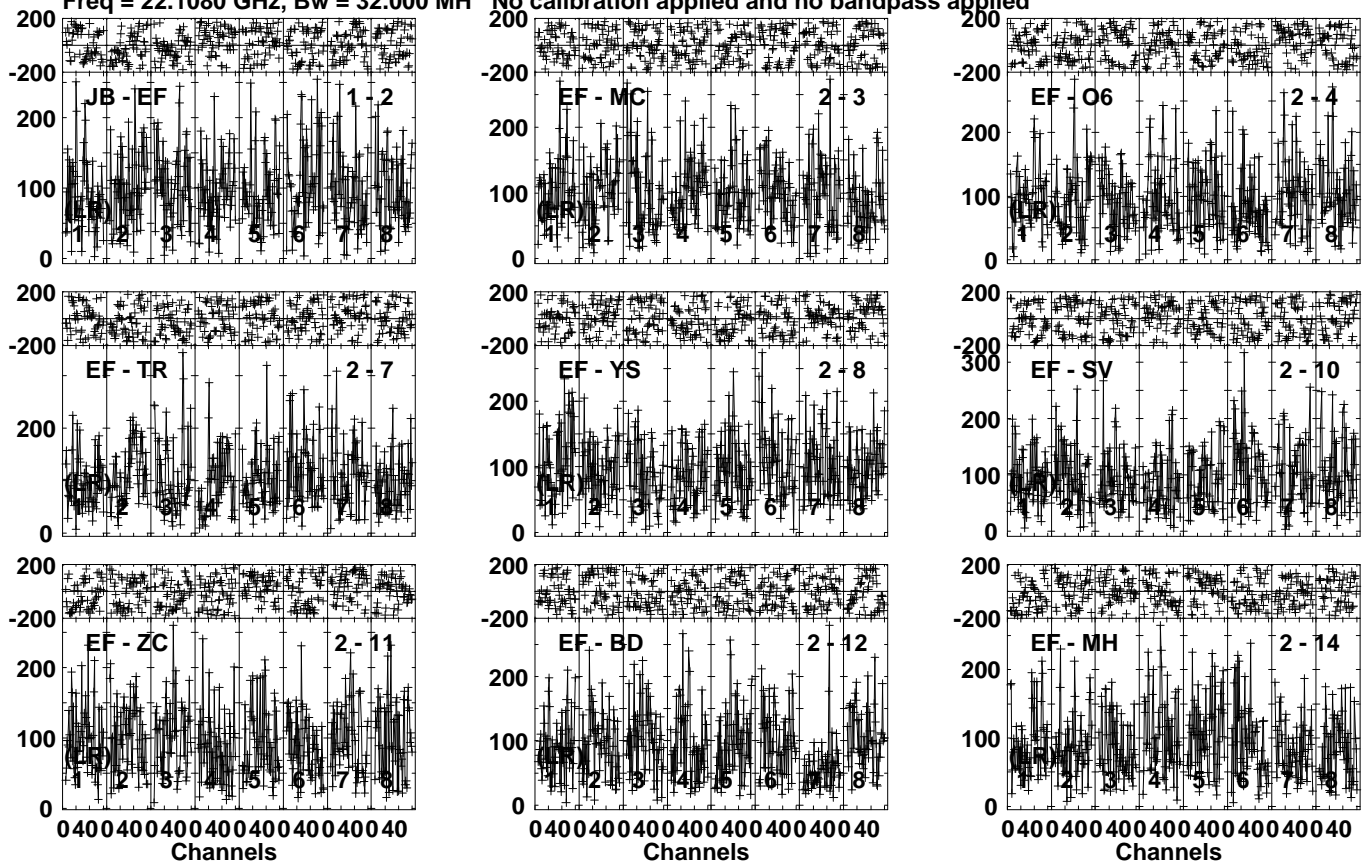 Freq = 22.1080 GHz, Bw = 32.000 MH No calibration applied and no bandpass applied
200 200 200
-200 -200 -200
JB - EF 1 - 2 EF - MC 2 - 3 EF - O6 2 - 4
200 200 200
100 100 100
(LR) (LR) (LR)
1 2 3 4 5 6 7 8 1 2 3 4 5 6 7 8 1 2 3 4 5 6 7 8
0 0 0
200 200 200
-200 -200 -200
EF - TR 2 - 7 EF - YS 2 - 8 300 EF - SV 2 - 10
200 200 200
100 100
(LR) (LR) (LR)
1 2 3 4 5 6 7 8 1 2 3 4 5 6 7 8 1 2 3 4 5 6 7 8
0 0 0
200 200 200
-200 -200 -200
EF - ZC 2 - 11 EF - BD 2 - 12 EF - MH 2 - 14
200 200 200
100 100 100
(LR) (LR) (LR)
1 2 3 4 5 6 7 8 1 2 3 4 5 6 7 8 1 2 3 4 5 6 7 8
0 0 0
0 40 0 40 0 40 0 40 0 40 0 40 0 40 0 40 0 40 0 40 0 40 0 40 0 40 0 40 0 40 0 40 0 40 0 40 0 40 0 40 0 40 0 40 0 40 0 40
Channels Channels Channels